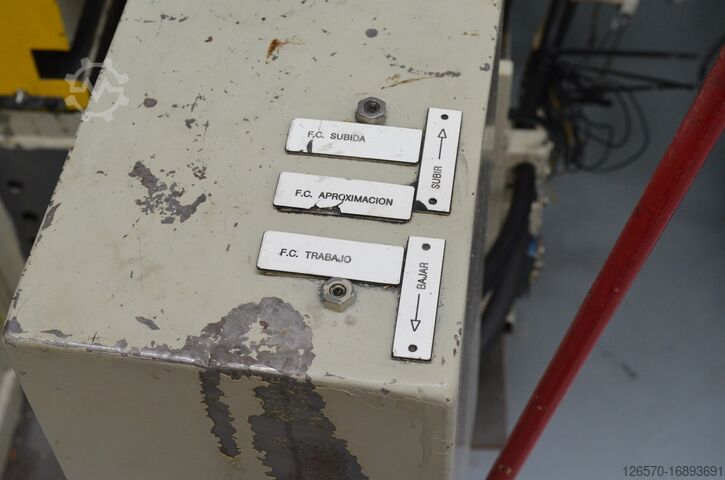 F.C. SUBIDA
SUBIR
F.C. APROXIMACION
F.C. TRABAJO
BAJAR
126570-16893691